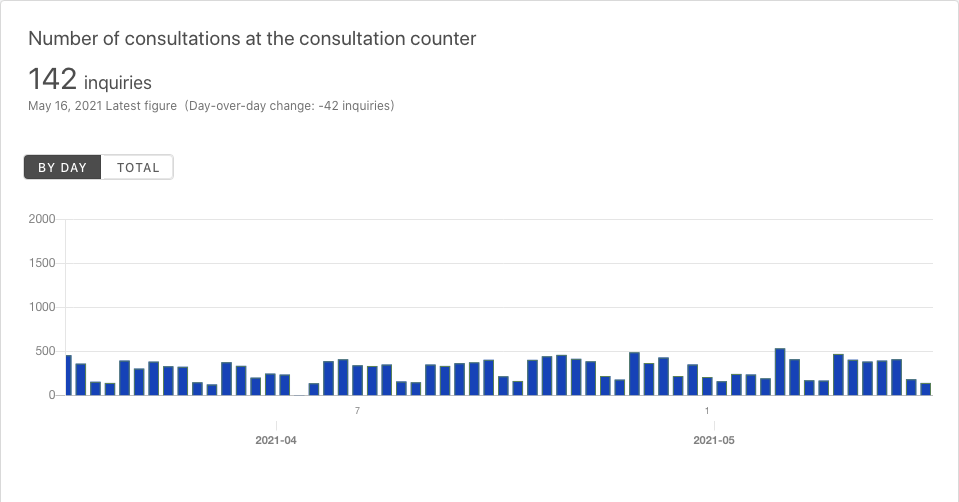 Number of consultations at the consultation counter
142 inquiries
May 16, 2021 Latest figure (Day-over-day change: -42 inquiries)
BY DAY TOTAL
2000
1500
1000
500
0
7 1
2021-04 2021-05